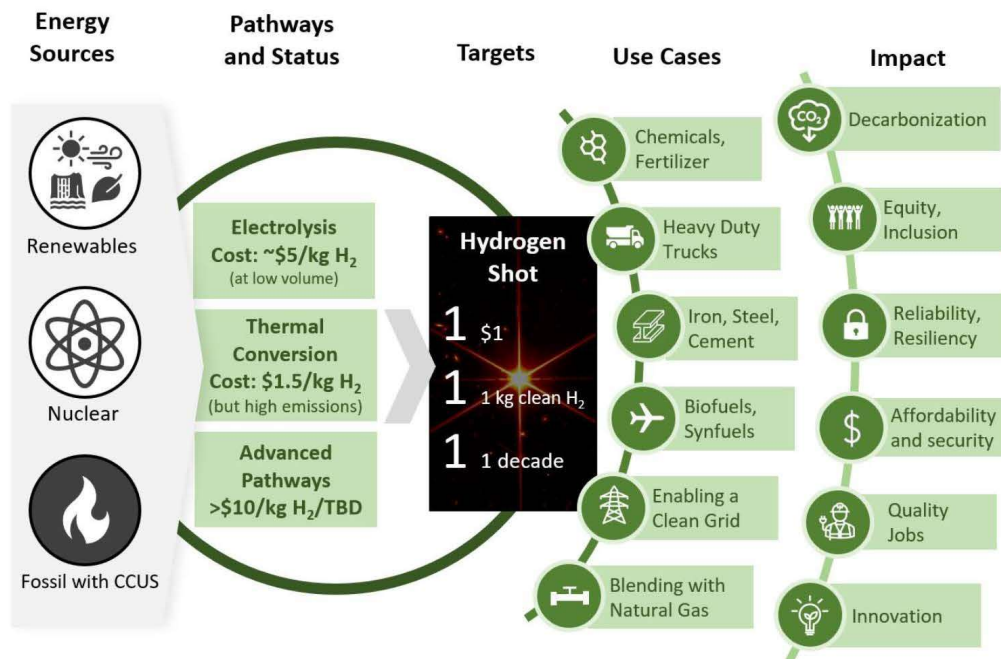 Energy
Sources
Pathways
and Status
Targets
Use Cases
Impact
Renewables
Nuclear
Fossil with CCUS
Electrolysis
Cost: ~$5/kg H₂
(at low volume)
Thermal
Conversion
Cost: $1.5/kg H₂
(but high emissions)
Advanced
Pathways
>$10/kg H₂/TBD
Hydrogen
Shot
1 $1
1 1 kg clean H₂
1 1 decade
Chemicals,
Fertilizer
Heavy Duty
Trucks
Iron, Steel,
Cement
Biofuels,
Synfuels
Enabling a
Clean Grid
Blending with
Natural Gas
CO₂
Decarbonization
Equity,
Inclusion
Reliability,
Resiliency
$
Affordability
and security
Quality
Jobs
Innovation